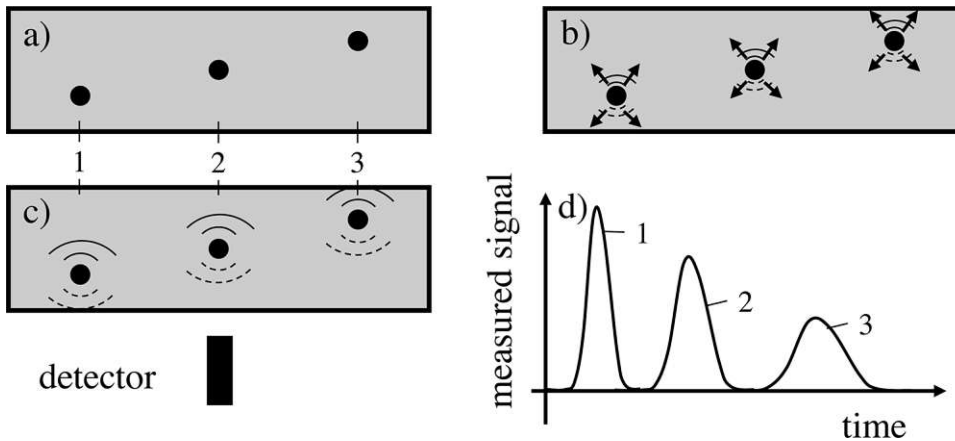 a)
b)
1 2 3
c)
d)
measured signal
1
2
3
detector
time